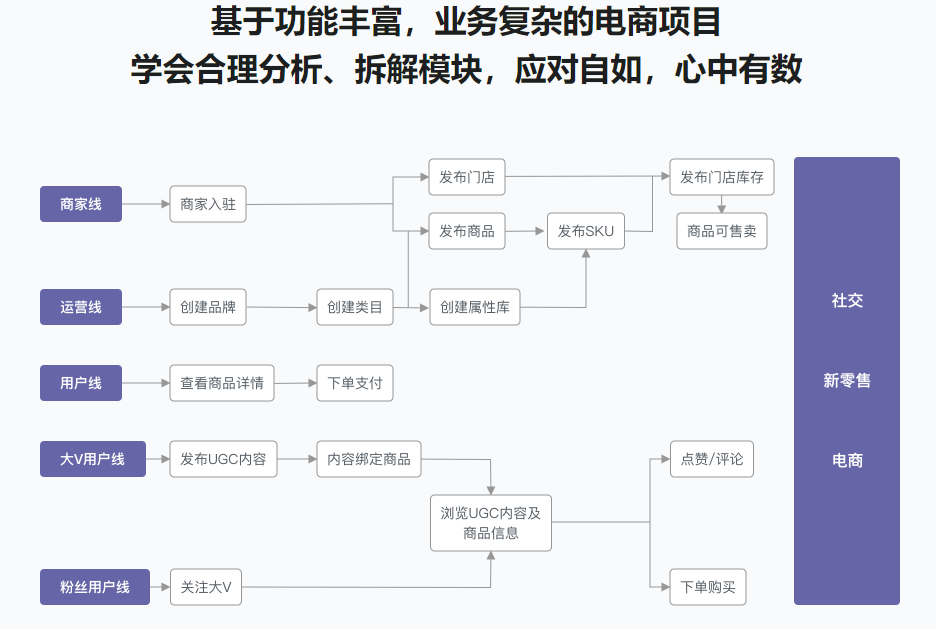 基于功能丰富，业务复杂的电商项目
学会合理分析、拆解模块，应对自如，心中有数
商家线
商家入驻
发布门店
发布商品
发布SKU
发布门店库存
商品可售卖
运营线
创建品牌
创建类目
创建属性库
用户线
查看商品详情
下单支付
大V用户线
发布UGC内容
内容绑定商品
浏览UGC内容及
商品信息
点赞/评论
下单购买
粉丝用户线
关注大V
社交
新零售
电商